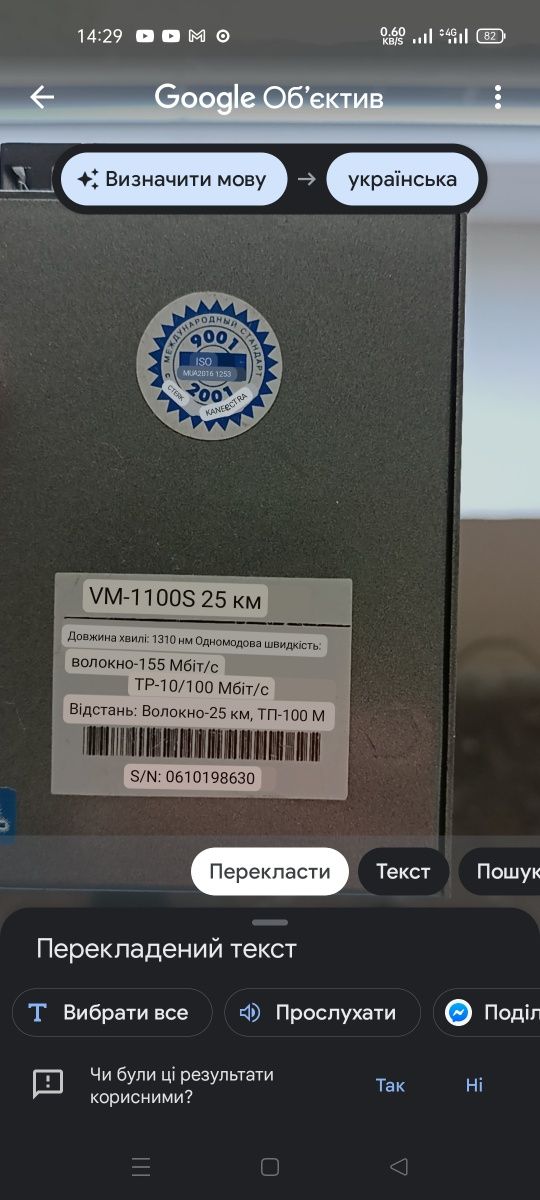 14:29
0.60 KB/S
4G
82
Google Об'єктив
Визначити мову → українська
МЕЖДУНАРОДНЫЙ СТАНДАРТ
9001
ISO
MUA2016 1253
2001
VM-1100S 25 км
Довжина хвилі: 1310 нм Одномодова швидкість:
волокно-155 Мбіт/с
TP-10/100 Мбіт/с
Відстань: Волокно-25 км, ТП-100 М
S/N: 0610198630
Перекласти
Текст
Пошук
Перекладений текст
Вибрати все
Прослухати
Поділ
Чи були ці результати
корисними?
Так
Ні